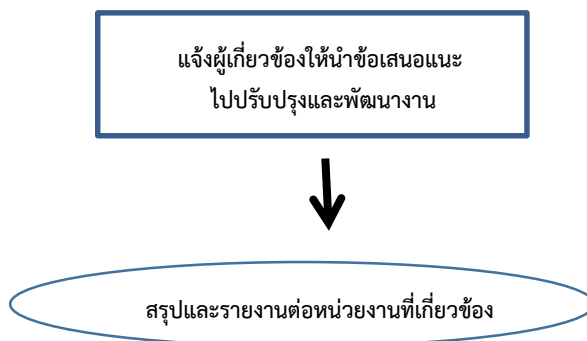 แจ้งผู้เกี่ยวข้องให้นำข้อเสนอแนะ
ไปปรับปรุงและพัฒนางาน
สรุปและรายงานต่อหน่วยงานที่เกี่ยวข้อง